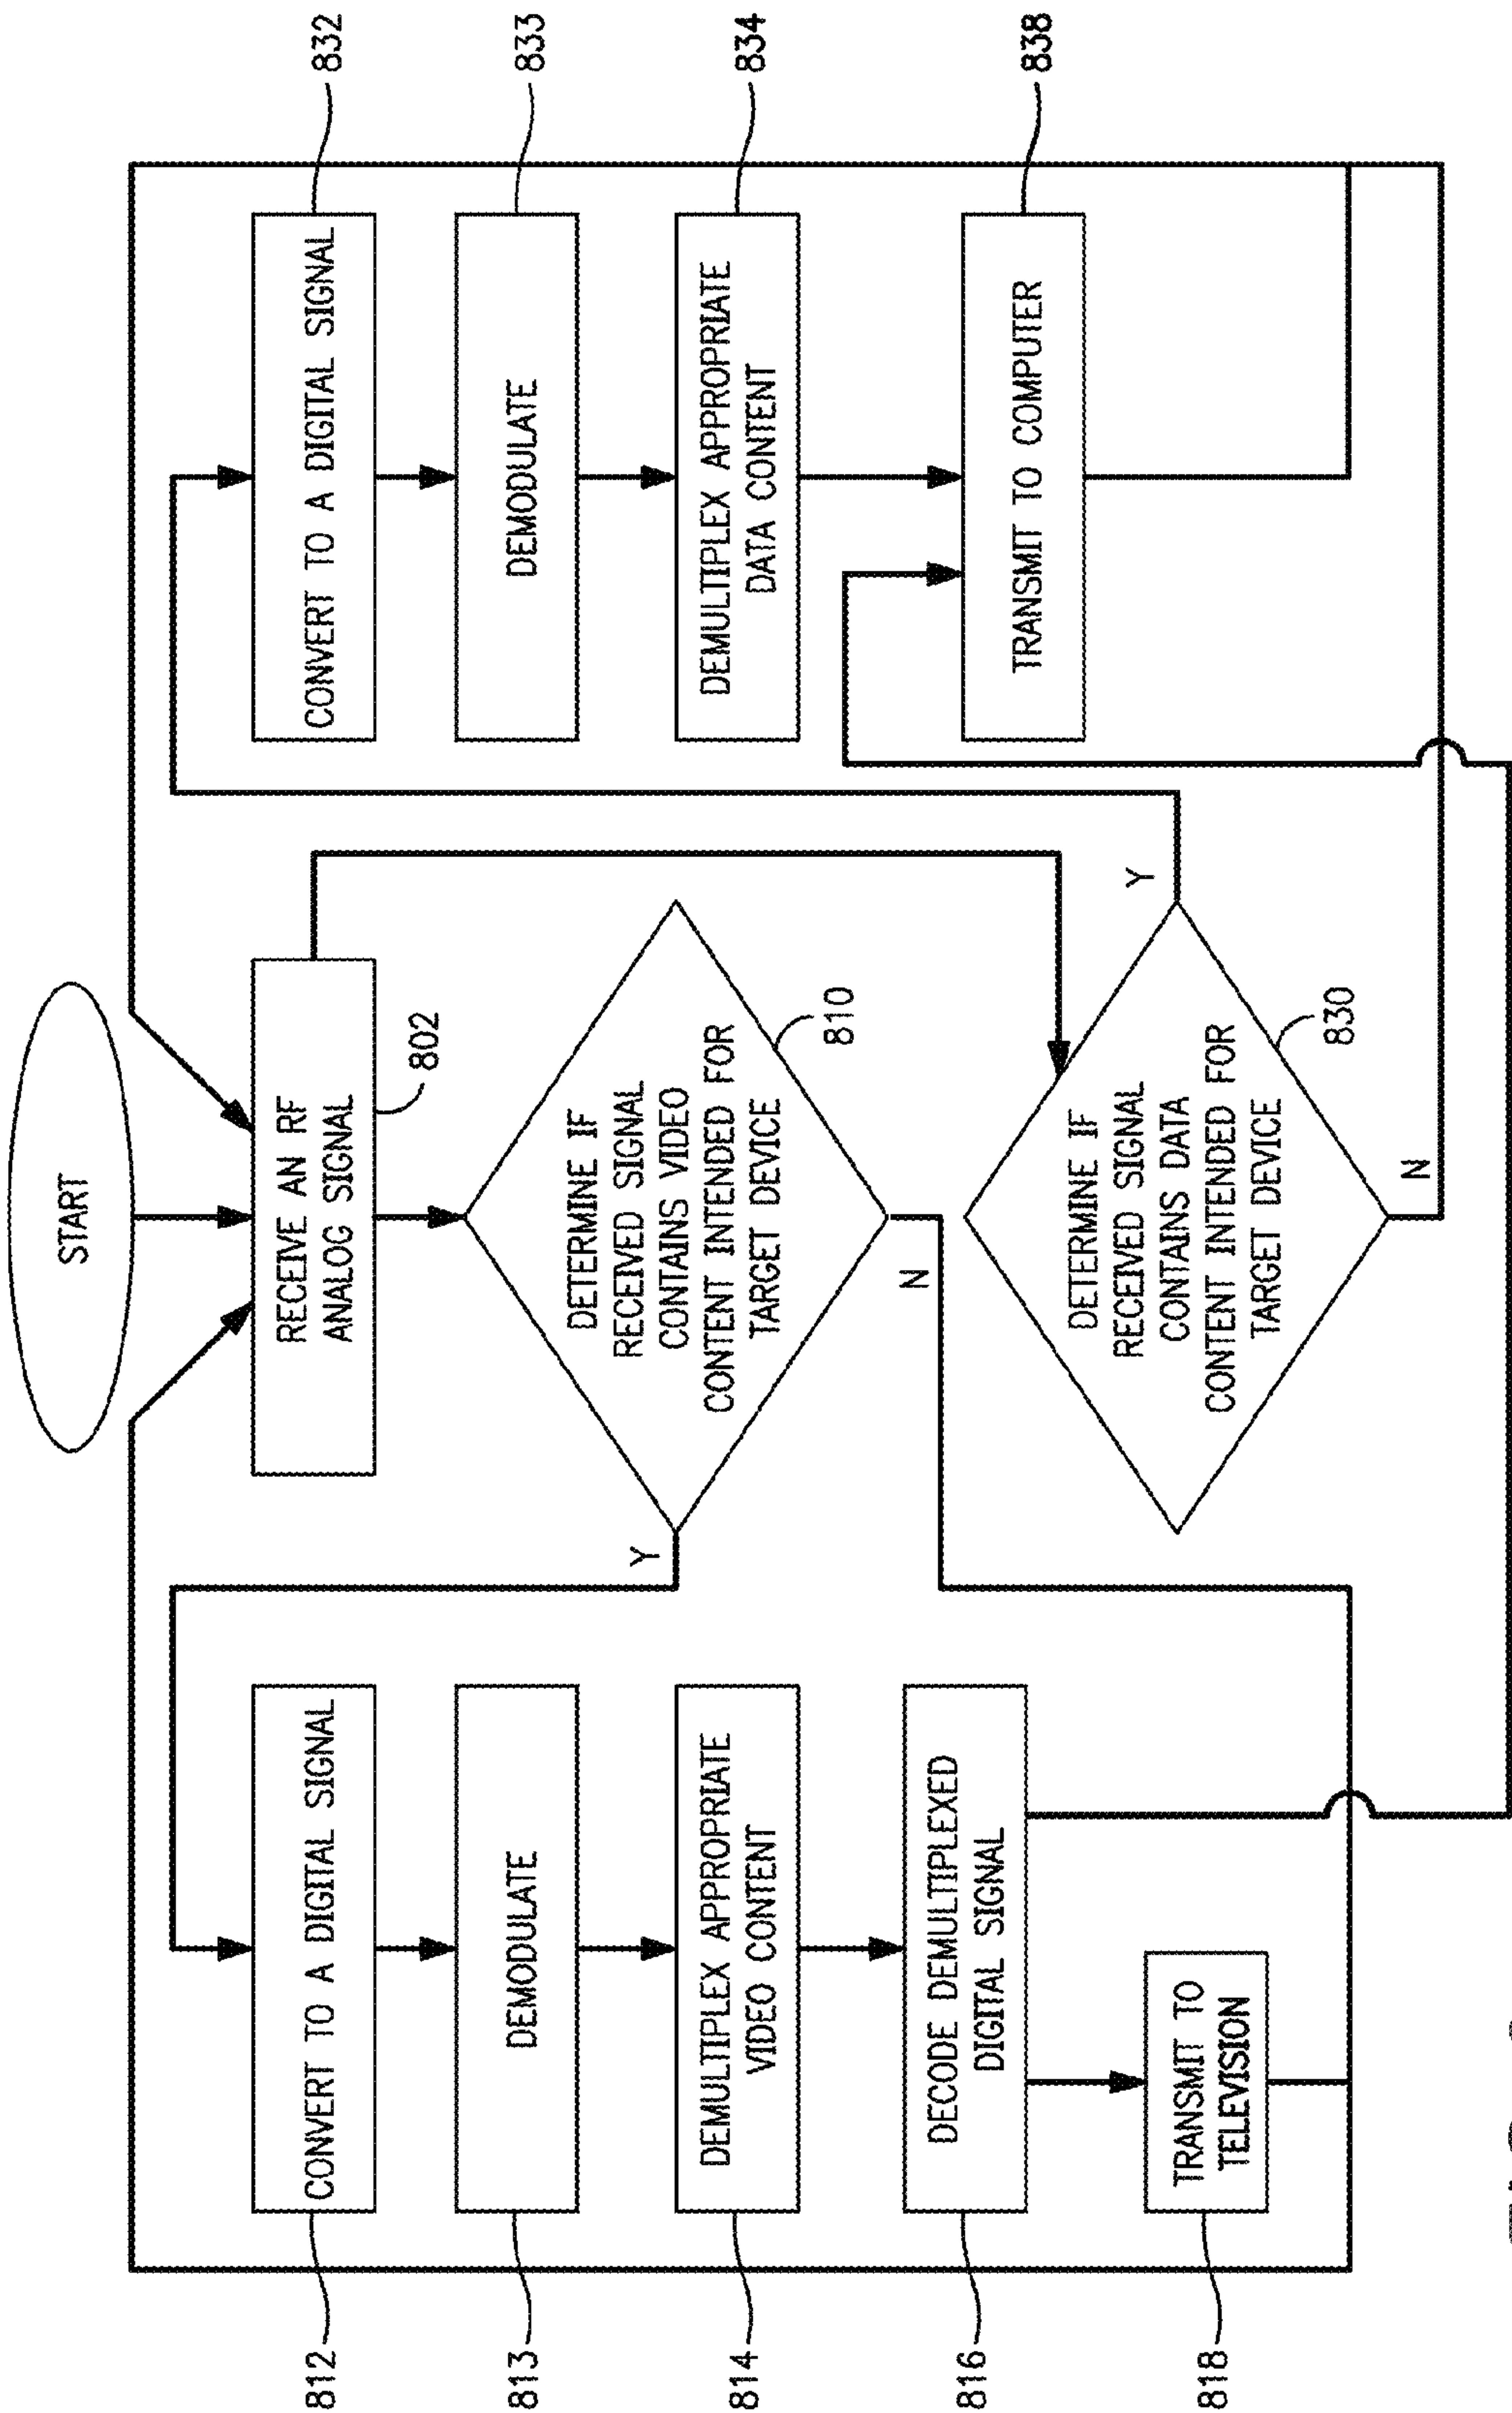 START
RECEIVE AN RF
ANALOG SIGNAL
802
DETERMINE IF
RECEIVED SIGNAL
CONTAINS VIDEO
CONTENT INTENDED FOR
TARGET DEVICE
810
Y
N
DETERMINE IF
RECEIVED SIGNAL
CONTAINS DATA
CONTENT INTENDED FOR
TARGET DEVICE
830
Y
N
812
CONVERT TO A DIGITAL SIGNAL
813
DEMODULATE
814
DEMULTIPLEX APPROPRIATE
VIDEO CONTENT
816
DECODE DEMULTIPLEXED
DIGITAL SIGNAL
818
TRANSMIT TO
TELEVISION
CONVERT TO A DIGITAL SIGNAL
832
DEMODULATE
833
DEMULTIPLEX APPROPRIATE
DATA CONTENT
834
TRANSMIT TO COMPUTER
838